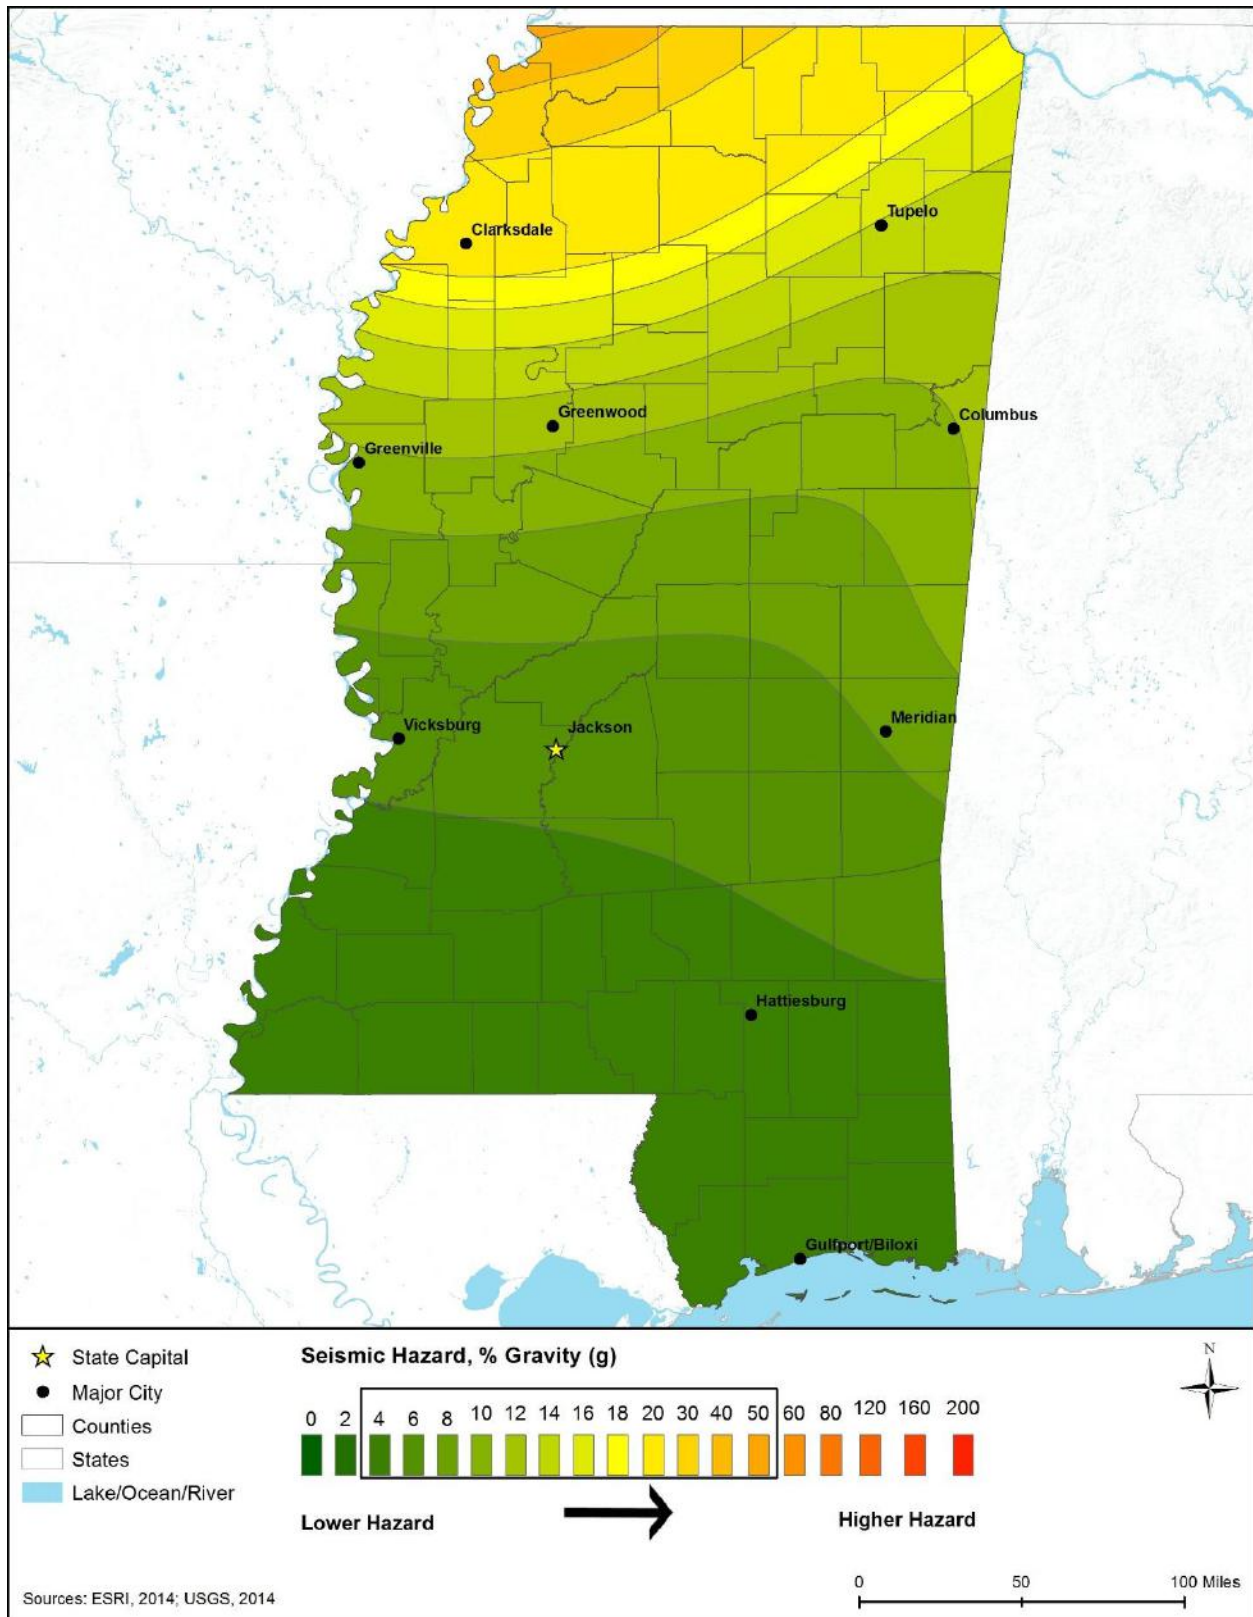 Tupelo
Clarksdale
Greenwood
Columbus
Greenville
Meridian
Vicksburg
Jackson
Hattiesburg
Gulfport/Biloxi
State Capital
Major City
Counties
States
Lake/Ocean/River
Seismic Hazard, % Gravity (g)
0 2 4 6 8 10 12 14 16 18 20 30 40 50 60 80 120 160 200
Lower Hazard
Higher Hazard
N
Sources: ESRI, 2014; USGS, 2014
0 50 100 Miles